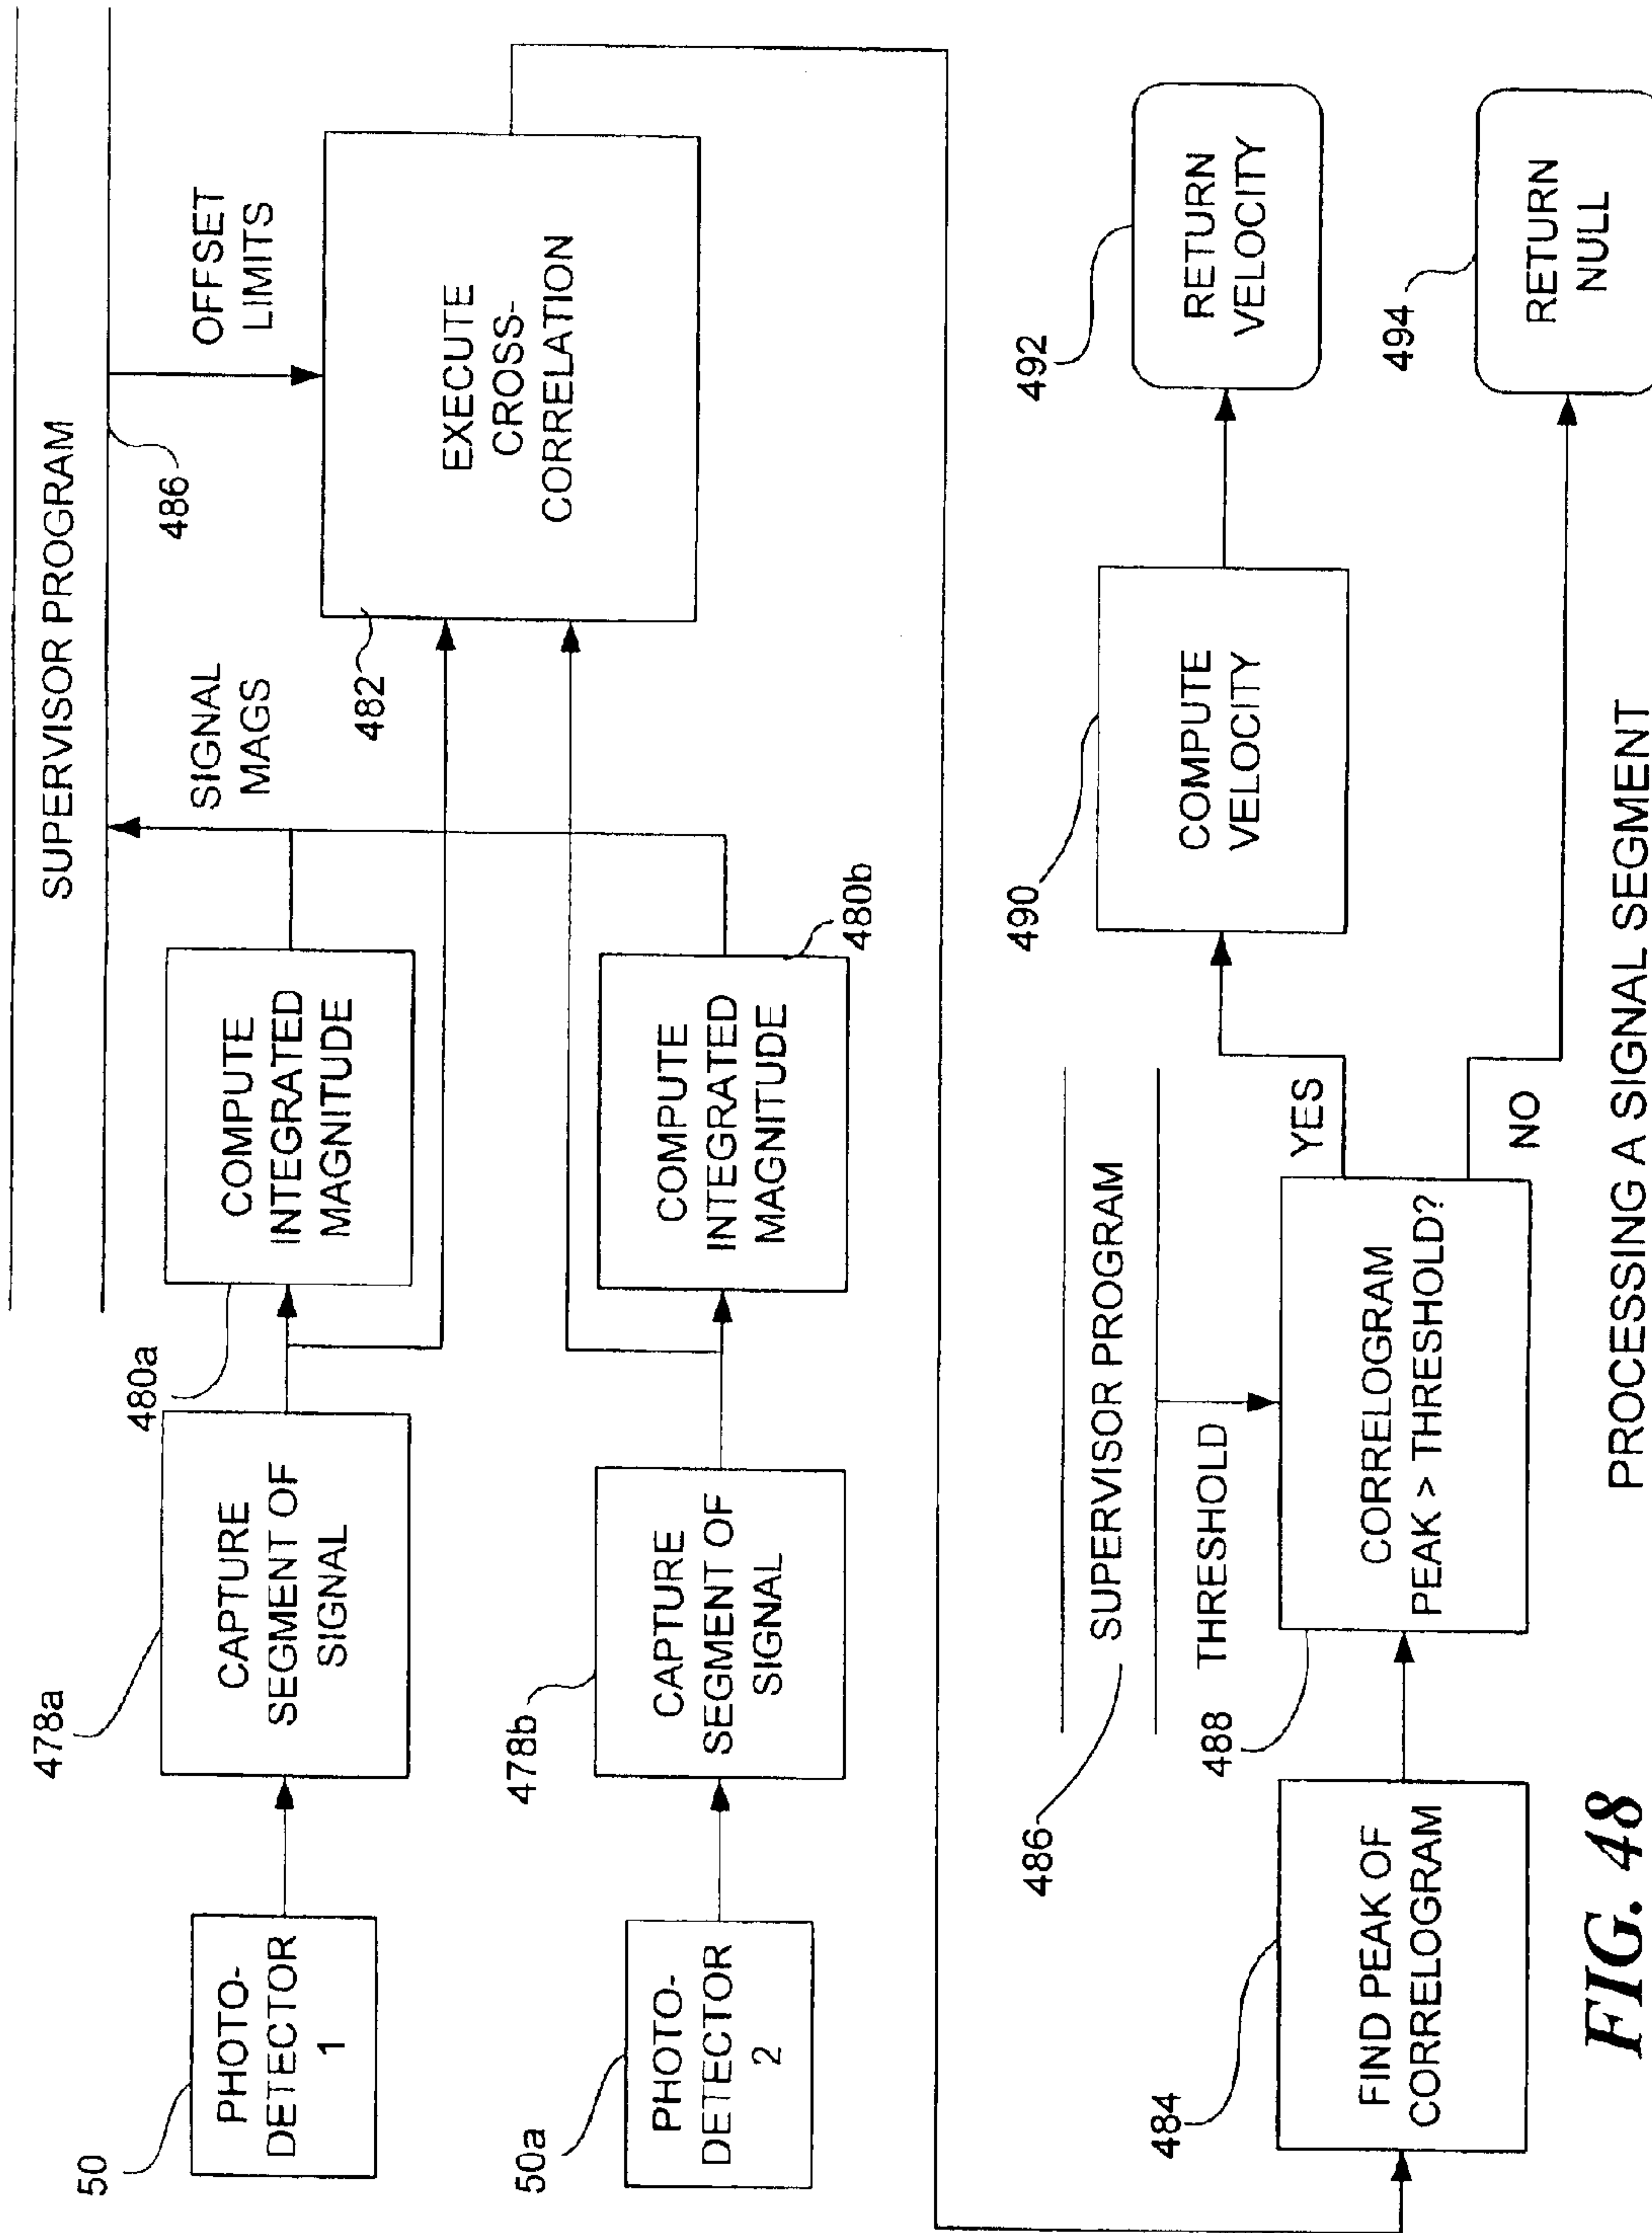 SUPERVISOR PROGRAM
486
SIGNAL
MAGS
OFFSET
LIMITS
50
PHOTO-
DETECTOR
1
478a
CAPTURE
SEGMENT OF
SIGNAL
480a
COMPUTE
INTEGRATED
MAGNITUDE
482
EXECUTE
CROSS-
CORRELATION
50a
PHOTO-
DETECTOR
2
478b
CAPTURE
SEGMENT OF
SIGNAL
480b
COMPUTE
INTEGRATED
MAGNITUDE
486
SUPERVISOR PROGRAM
THRESHOLD
484
FIND PEAK OF
CORRELOGRAM
488
CORRELOGRAM
PEAK > THRESHOLD?
YES
NO
490
COMPUTE
VELOCITY
492
RETURN
VELOCITY
494
RETURN
NULL
FIG. 48
PROCESSING A SIGNAL SEGMENT